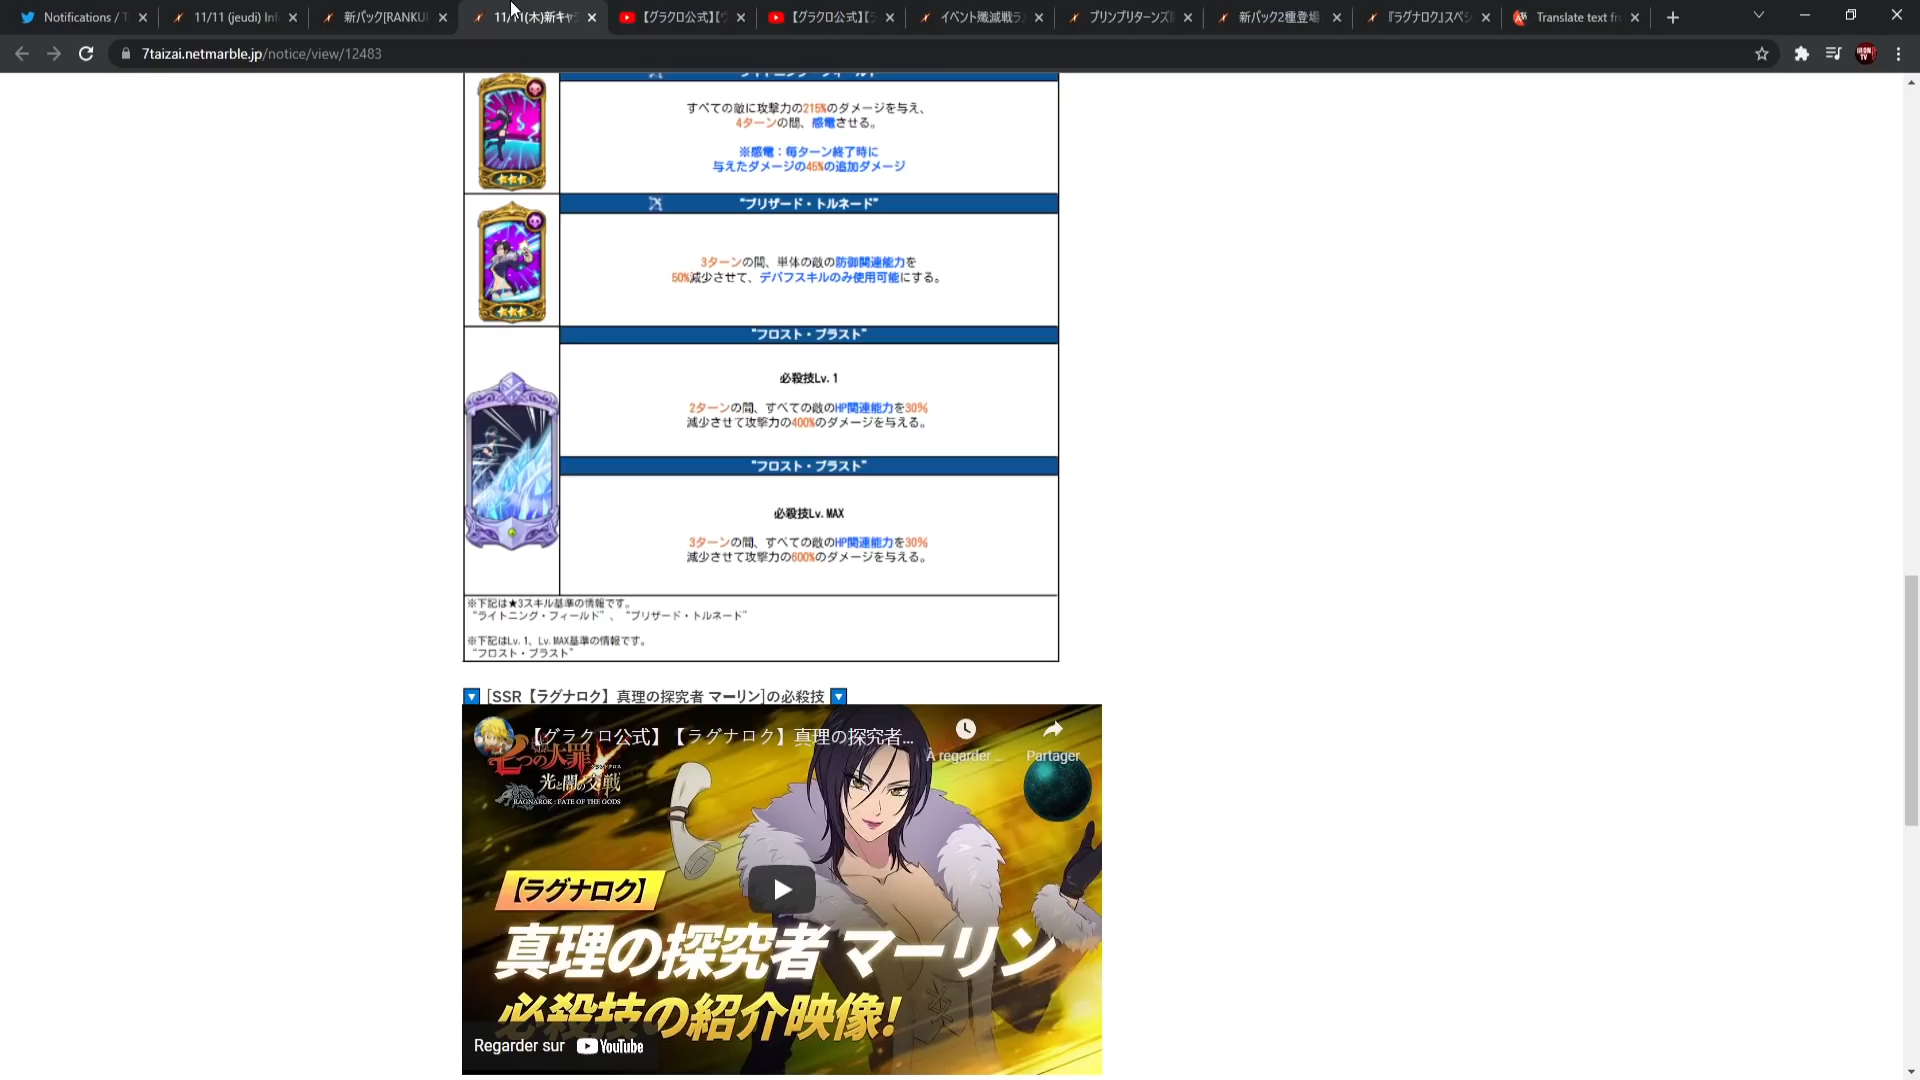 Notifications / T
11/11 (jeudi) Inf
新パック[RANKU
11/11(木)新キャラ
【グラクロ公式】【
【グラクロ公式】【ラ
イベント殲滅戦ラ
プリンプリターンズ
新パック2種登場
『ラグナロク』スペシ
Translate text fr
7taizai.netmarble.jp/notice/view/12483
すべての敵に攻撃力の215%のダメージを与え、
4ターンの間、感電させる。
※感電：毎ターン終了時に
与えたダメージの45%の追加ダメージ
"ブリザード・トルネード"
3ターンの間、単体の敵の防御関連能力を
50%減少させて、デバフスキルのみ使用可能にする。
"フロスト・ブラスト"
必殺技Lv.1
2ターンの間、すべての敵のHP関連能力を30%
減少させて攻撃力の400%のダメージを与える。
"フロスト・ブラスト"
必殺技Lv.MAX
3ターンの間、すべての敵のHP関連能力を30%
減少させて攻撃力の600%のダメージを与える。
※下記は★3スキル基準の情報です。
"ライトニング・フィールド"、"ブリザード・トルネード"
※下記はLv.1、Lv.MAX基準の情報です。
"フロスト・ブラスト"
[SSR【ラグナロク】真理の探究者 マーリン]の必殺技
【グラクロ公式】【ラグナロク】真理の探究者...
À regarder ...
Partager
七つの大罪
光と闇の交戦
RAGNAROK : FATE OF THE GODS
【ラグナロク】
真理の探究者 マーリン
必殺技の紹介映像!
Regarder sur YouTube